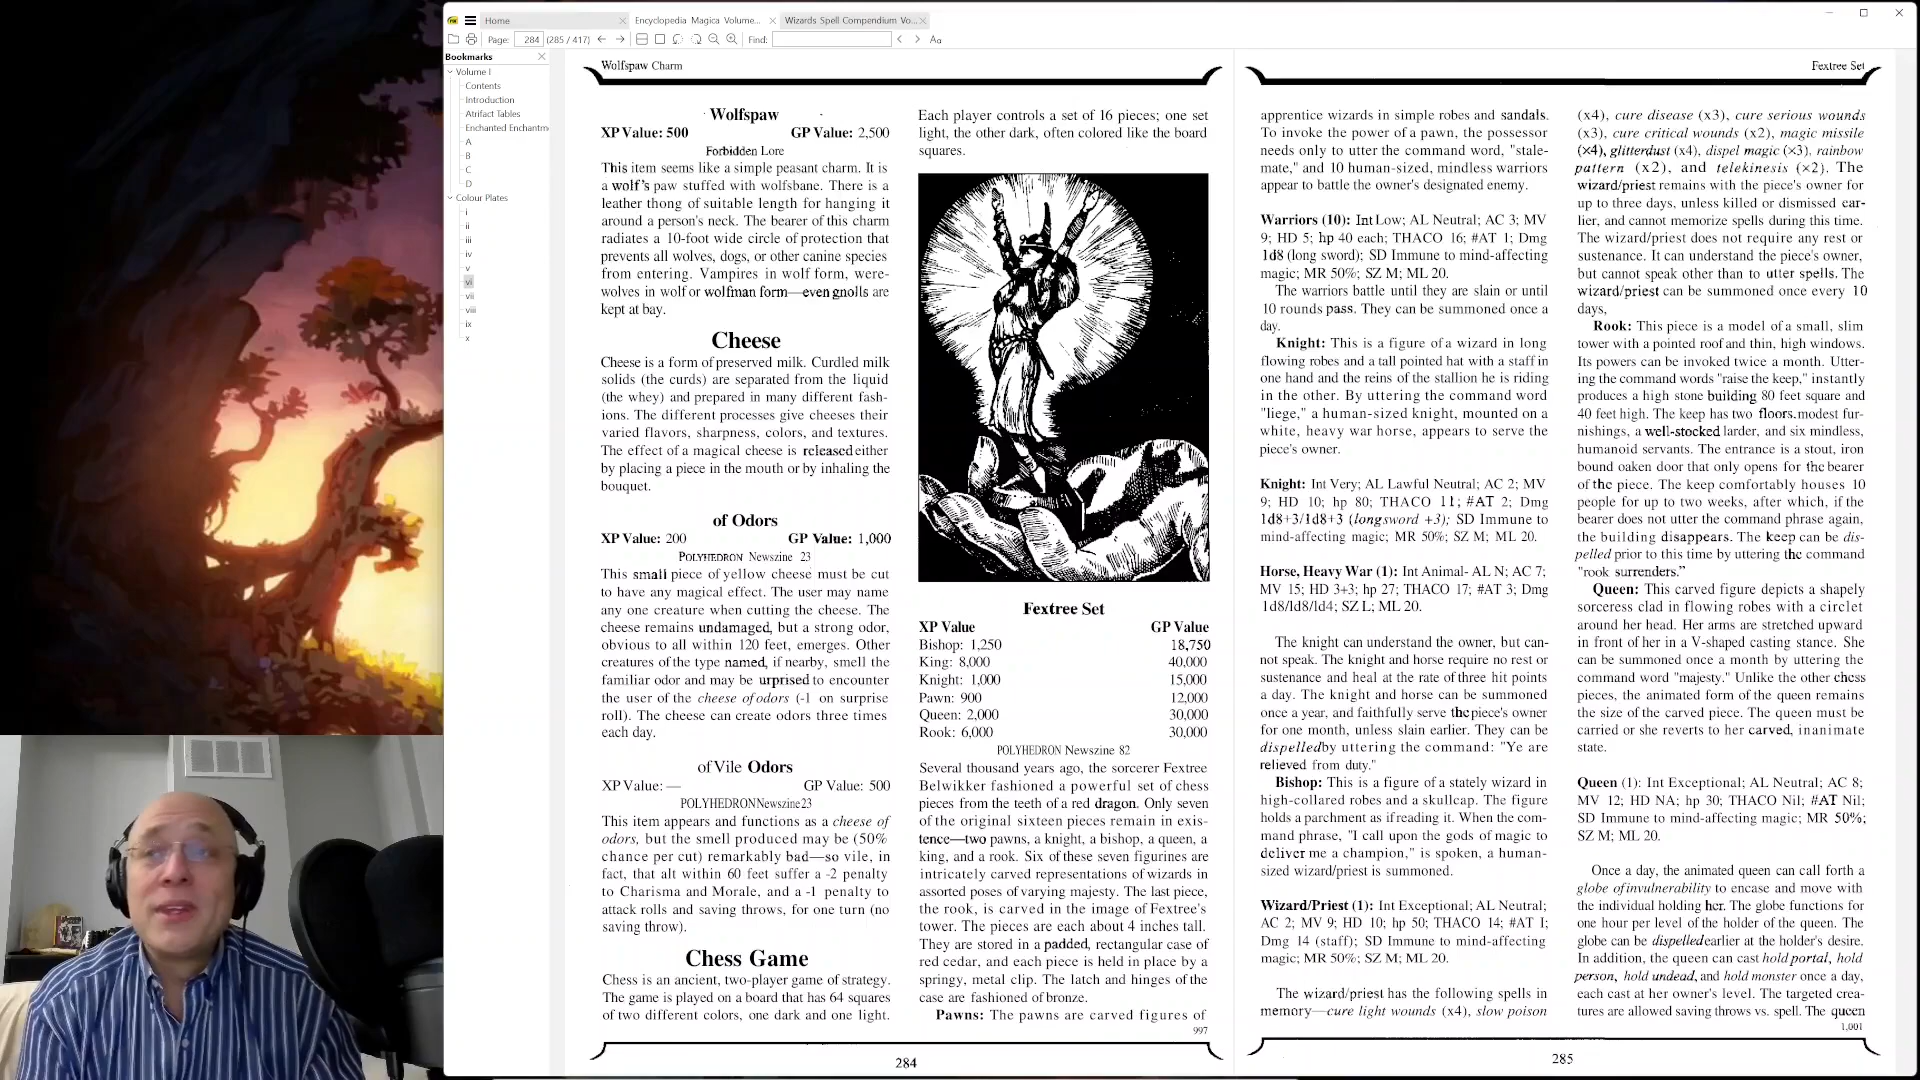 Home
Encyclopedia Magica Volume...
Wizards Spell Compendium Vo...
Page: 284 (285 / 417)
Find:
Bookmarks
Volume I
Contents
Introduction
Atrifact Tables
Enchanted Enchantm
A
B
C
D
Colour Plates
i
ii
iii
iv
v
vi
vii
viii
ix
x
Wolfspaw Charm
Wolfspaw
XP Value: 500 GP Value: 2,500
Forbidden Lore
This item seems like a simple peasant charm. It is
a wolf's paw stuffed with wolfsbane. There is a
leather thong of suitable length for hanging it
around a person's neck. The bearer of this charm
radiates a 10-foot wide circle of protection that
prevents all wolves, dogs, or other canine species
from entering. Vampires in wolf form, were-
wolves in wolf or wolfman form—even gnolls are
kept at bay.
Cheese
Cheese is a form of preserved milk. Curdled milk
solids (the curds) are separated from the liquid
(the whey) and prepared in many different fash-
ions. The different processes give cheeses their
varied flavors, sharpness, colors, and textures.
The effect of a magical cheese is released either
by placing a piece in the mouth or by inhaling the
bouquet.
of Odors
XP Value: 200 GP Value: 1,000
POLYHEDRON Newszine 23
This small piece of yellow cheese must be cut
to have any magical effect. The user may name
any one creature when cutting the cheese. The
cheese remains undamaged, but a strong odor,
obvious to all within 120 feet, emerges. Other
creatures of the type named, if nearby, smell the
familiar odor and may be urprised to encounter
the user of the cheese of odors (-1 on surprise
roll). The cheese can create odors three times
each day.
of Vile Odors
XP Value: — GP Value: 500
POLYHEDRON Newszine 23
This item appears and functions as a cheese of
odors, but the smell produced may be (50%
chance per cut) remarkably bad—so vile, in
fact, that alt within 60 feet suffer a -2 penalty
to Charisma and Morale, and a -1 penalty to
attack rolls and saving throws, for one turn (no
saving throw).
Chess Game
Chess is an ancient, two-player game of strategy.
The game is played on a board that has 64 squares
of two different colors, one dark and one light.
Each player controls a set of 16 pieces; one set
light, the other dark, often colored like the board
squares.
Fextree Set
XP Value GP Value
Bishop: 1,250 18,750
King: 8,000 40,000
Knight: 1,000 15,000
Pawn: 900 12,000
Queen: 2,000 30,000
Rook: 6,000 30,000
POLYHEDRON Newszine 82
Several thousand years ago, the sorcerer Fextree
Belwikker fashioned a powerful set of chess
pieces from the teeth of a red dragon. Only seven
of the original sixteen pieces remain in exis-
tence—two pawns, a knight, a bishop, a queen, a
king, and a rook. Six of these seven figurines are
intricately carved representations of wizards in
assorted poses of varying majesty. The last piece,
the rook, is carved in the image of Fextree's
tower. The pieces are each about 4 inches tall.
They are stored in a padded, rectangular case of
red cedar, and each piece is held in place by a
springy, metal clip. The latch and hinges of the
case are fashioned of bronze.
Pawns: The pawns are carved figures of
997
284
Fextree Set
apprentice wizards in simple robes and sandals.
To invoke the power of a pawn, the possessor
needs only to utter the command word, "stale-
mate," and 10 human-sized, mindless warriors
appear to battle the owner's designated enemy.
Warriors (10): Int Low; AL Neutral; AC 3; MV
9; HD 5; hp 40 each; THACO 16; #AT 1; Dmg
1d8 (long sword); SD Immune to mind-affecting
magic; MR 50%; SZ M; ML 20.
The warriors battle until they are slain or until
10 rounds pass. They can be summoned once a
day.
Knight: This is a figure of a wizard in long
flowing robes and a tall pointed hat with a staff in
one hand and the reins of the stallion he is riding
in the other. By uttering the command word
"liege," a human-sized knight, mounted on a
white, heavy war horse, appears to serve the
piece's owner.
Knight: Int Very; AL Lawful Neutral; AC 2; MV
9; HD 10; hp 80; THACO 11; #AT 2; Dmg
1d8+3/1d8+3 (longsword +3); SD Immune to
mind-affecting magic; MR 50%; SZ M; ML 20.
Horse, Heavy War (1): Int Animal- AL N; AC 7;
MV 15; HD 3+3; hp 27; THACO 17; #AT 3; Dmg
1d8/ld8/ld4; SZ L; ML 20.
The knight can understand the owner, but can-
not speak. The knight and horse require no rest or
sustenance and heal at the rate of three hit points
a day. The knight and horse can be summoned
once a year, and faithfully serve the piece's owner
for one month, unless slain earlier. They can be
dispelled by uttering the command: "Ye are
relieved from duty."
Bishop: This is a figure of a stately wizard in
high-collared robes and a skullcap. The figure
holds a parchment as if reading it. When the com-
mand phrase, "I call upon the gods of magic to
deliver me a champion," is spoken, a human-
sized wizard/priest is summoned.
Wizard/Priest (1): Int Exceptional; AL Neutral;
AC 2; MV 9; HD 10; hp 50; THACO 14; #AT I;
Dmg 14 (staff); SD Immune to mind-affecting
magic; MR 50%; SZ M; ML 20.
The wizard/priest has the following spells in
memory—cure light wounds (x4), slow poison
(x4), cure disease (x3), cure serious wounds
(x3), cure critical wounds (x2), magic missile
(×4), glitterdust (x4), dispel magic (×3), rainbow
pattern (x2), and telekinesis (×2). The
wizard/priest remains with the piece's owner for
up to three days, unless killed or dismissed ear-
lier, and cannot memorize spells during this time.
The wizard/priest does not require any rest or
sustenance. It can understand the piece's owner,
but cannot speak other than to utter spells. The
wizard/priest can be summoned once every 10
days,
Rook: This piece is a model of a small, slim
tower with a pointed roof and thin, high windows.
Its powers can be invoked twice a month. Utter-
ing the command words "raise the keep," instantly
produces a high stone building 80 feet square and
40 feet high. The keep has two floors. modest fur-
nishings, a well-stocked larder, and six mindless,
humanoid servants. The entrance is a stout, iron
bound oaken door that only opens for the bearer
of the piece. The keep comfortably houses 10
people for up to two weeks, after which, if the
bearer does not utter the command phrase again,
the building disappears. The keep can be dis-
pelled prior to this time by uttering the command
"rook surrenders."
Queen: This carved figure depicts a shapely
sorceress clad in flowing robes with a circlet
around her head. Her arms are stretched upward
in front of her in a V-shaped casting stance. She
can be summoned once a month by uttering the
command word "majesty." Unlike the other chess
pieces, the animated form of the queen remains
the size of the carved piece. The queen must be
carried or she reverts to her carved, inanimate
state.
Queen (1): Int Exceptional; AL Neutral; AC 8;
MV 12; HD NA; hp 30; THACO Nil; #AT Nil;
SD Immune to mind-affecting magic; MR 50%;
SZ M; ML 20.
Once a day, the animated queen can call forth a
globe of invulnerability to encase and move with
the individual holding her. The globe functions for
one hour per level of the holder of the queen. The
globe can be dispelled earlier at the holder's desire.
In addition, the queen can cast hold portal, hold
person, hold undead, and hold monster once a day,
each cast at her owner's level. The targeted crea-
tures are allowed saving throws vs. spell. The queen
1,001
285